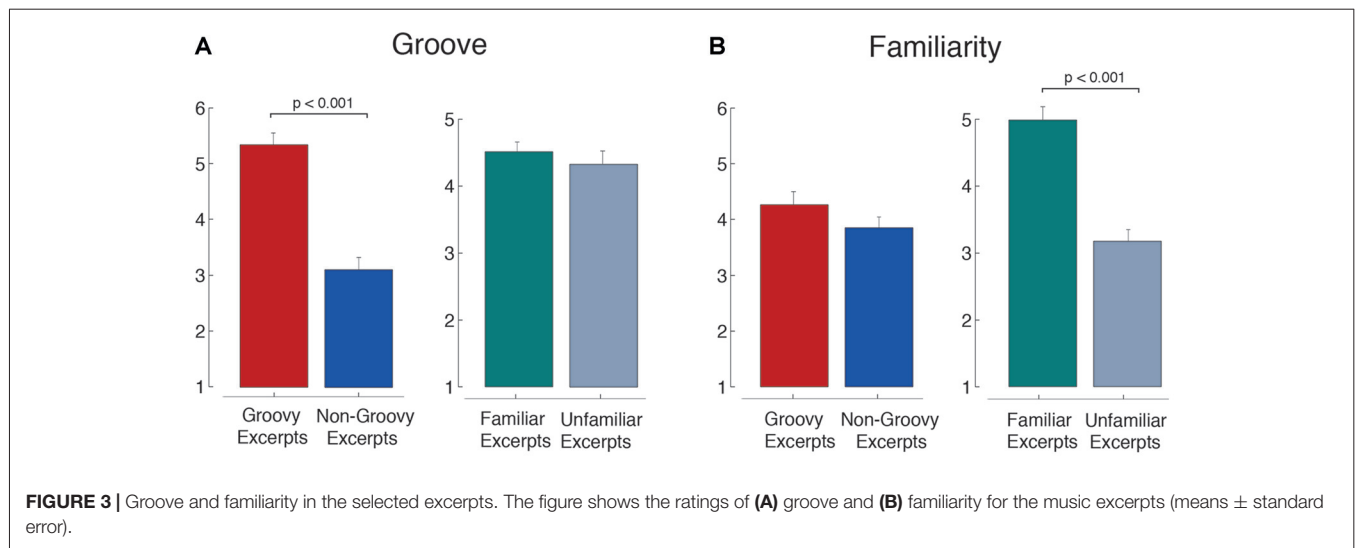 A Groove B Familiarity
p < 0.001
6
5
4
3
2
1
Groovy Excerpts
Non-Groovy Excerpts
5
4
3
2
1
Familiar Excerpts
Unfamiliar Excerpts
6
5
4
3
2
1
Groovy Excerpts
Non-Groovy Excerpts
p < 0.001
5
4
3
2
1
Familiar Excerpts
Unfamiliar Excerpts
FIGURE 3 | Groove and familiarity in the selected excerpts. The figure shows the ratings of (A) groove and (B) familiarity for the music excerpts (means ± standard
error).